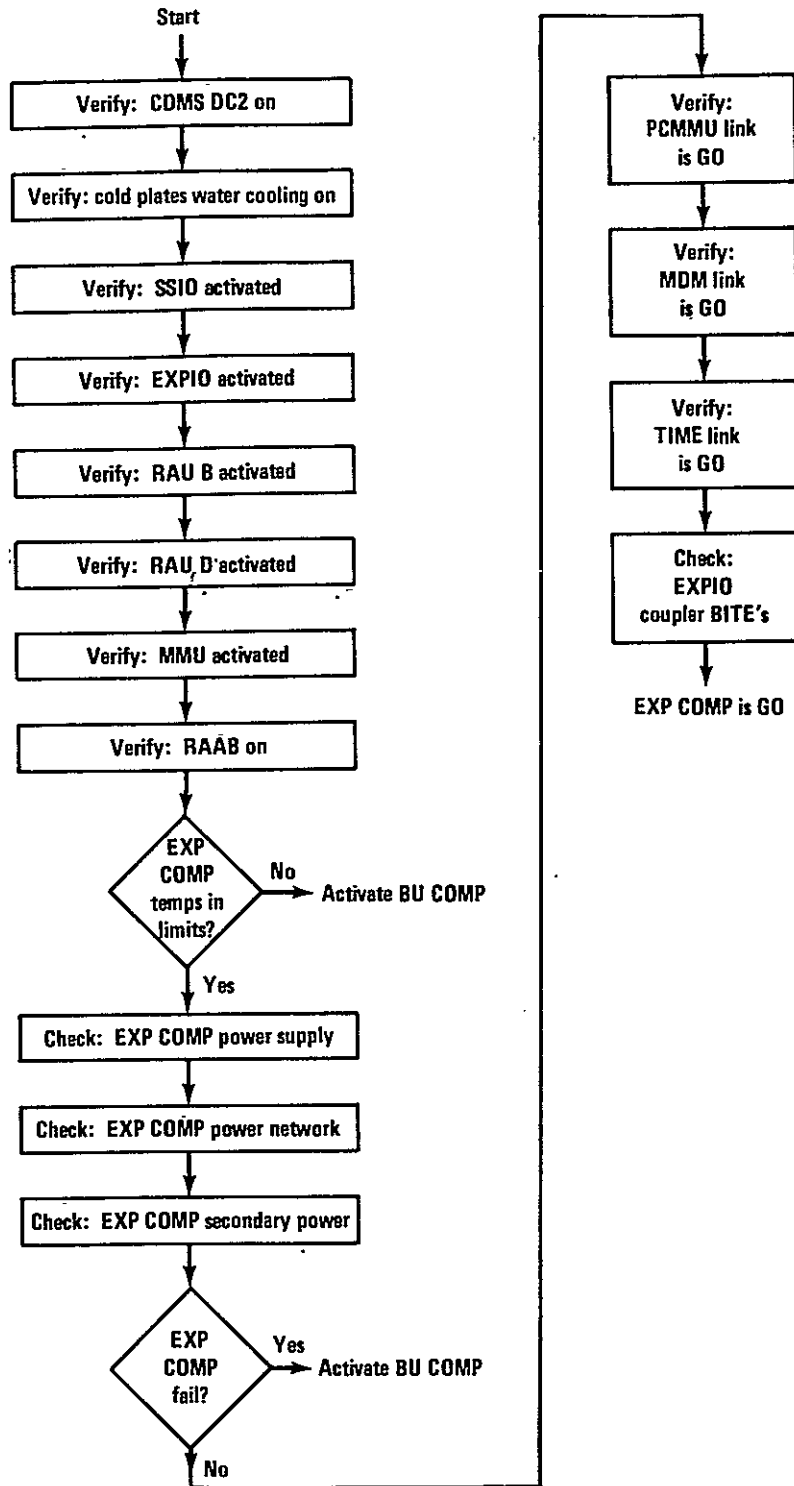 Start
Verify: CDMS DC2 on
Verify: cold plates water cooling on
Verify: SSIO activated
Verify: EXPIO activated
Verify: RAU B activated
Verify: RAU D activated
Verify: MMU activated
Verify: RAAB on
EXP
COMP
temps in
limits?
No
Activate BU COMP
Yes
Check: EXP COMP power supply
Check: EXP COMP power network
Check: EXP COMP secondary power
EXP
COMP
fail?
Yes
Activate BU COMP
No
Verify:
PCMMU link
is GO
Verify:
MDM link
is GO
Verify:
TIME link
is GO
Check:
EXPIO
coupler BITE's
EXP COMP is GO